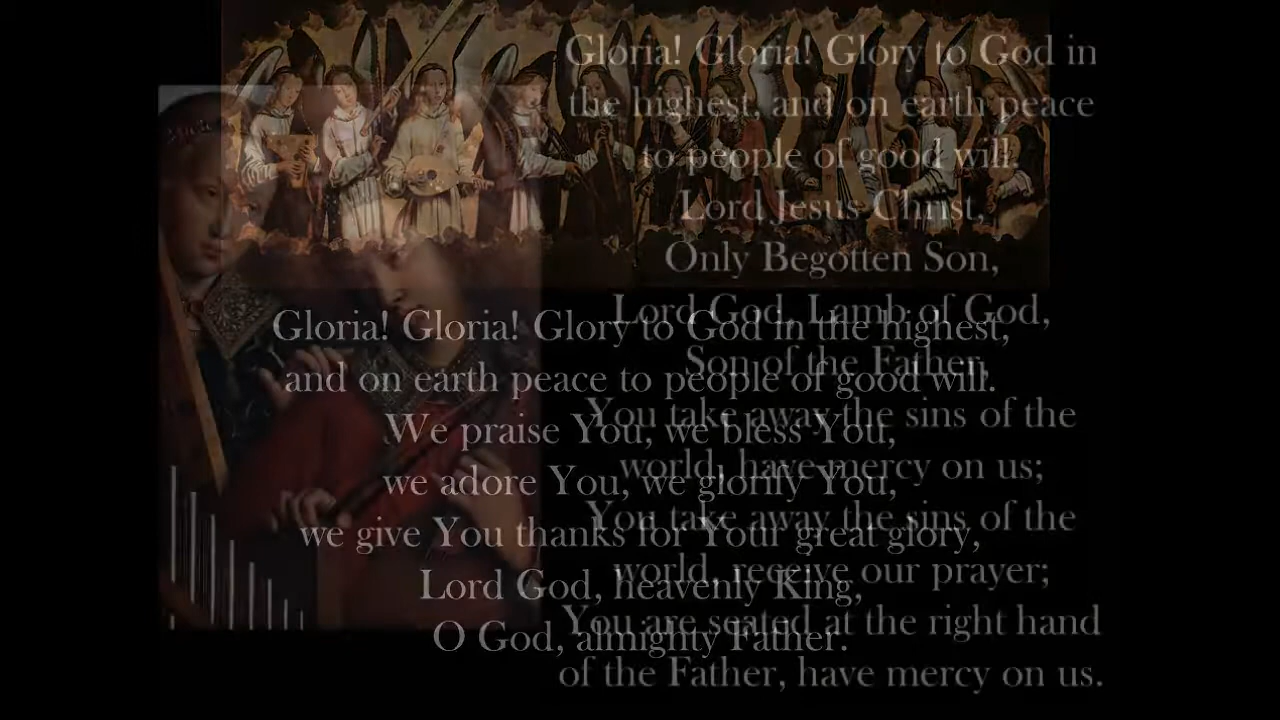 Gloria! Gloria! Glory to God in the highest,
and on earth peace to people of good will.
We praise You, we bless You,
we adore You, we glorify You,
we give You thanks for Your great glory,
Lord God, heavenly King,
O God, almighty Father.
Gloria! Gloria! Glory to God in
the highest, and on earth peace
to people of good will.
Lord Jesus Christ,
Only Begotten Son,
Lord God, Lamb of God,
Son of the Father,
You take away the sins of the
world, have mercy on us;
You take away the sins of the
world, receive our prayer;
You are seated at the right hand
of the Father, have mercy on us.